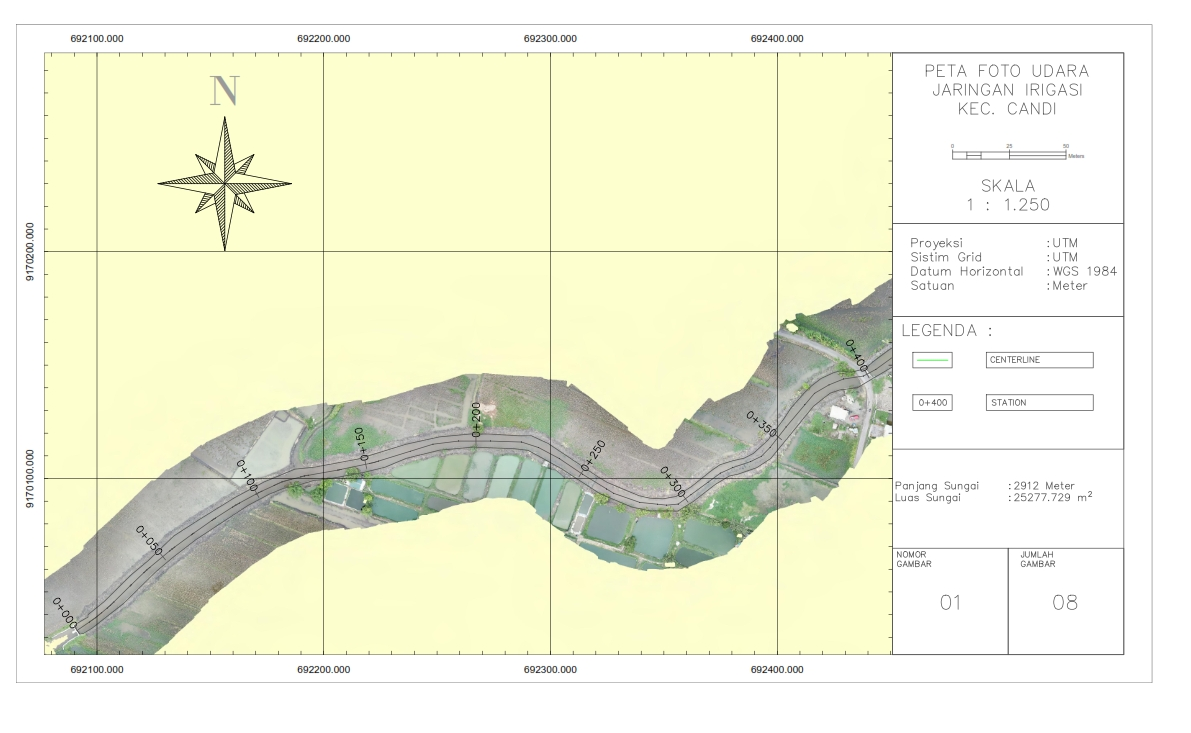 692100.000 692200.000 692300.000 692400.000
N
9170200.000
9170100.000
0+000
0+050
0+100
0+150
0+200
0+250
0+300
0+350
0+400
692100.000 692200.000 692300.000 692400.000
PETA FOTO UDARA
JARINGAN IRIGASI
KEC. CANDI
0 25 50
Meters
SKALA
1 : 1.250
Proyeksi :UTM
Sistim Grid :UTM
Datum Horizontal :WGS 1984
Satuan :Meter
LEGENDA :
CENTERLINE
0+400 STATION
Panjang Sungai :2912 Meter
Luas Sungai :25277.729 m²
NOMOR
GAMBAR
01
JUMLAH
GAMBAR
08